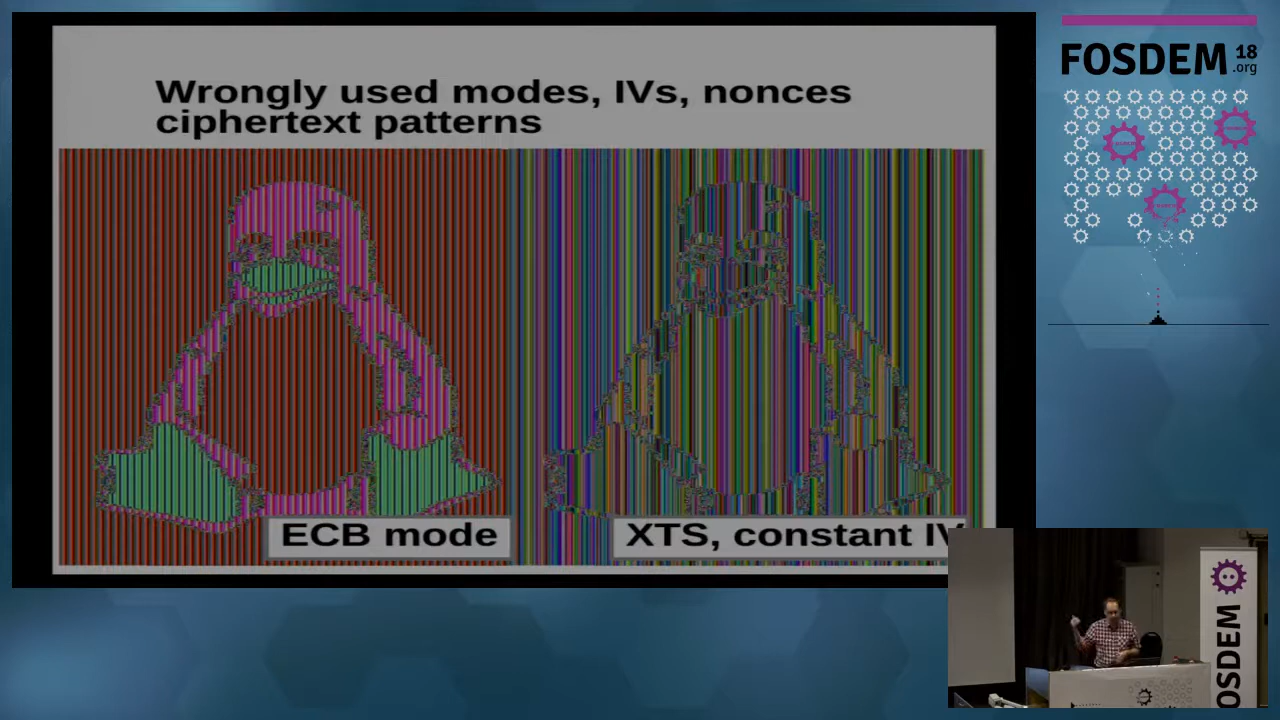 Wrongly used modes, IVs, nonces
ciphertext patterns
ECB mode
XTS, constant IV
FOSDEM 18
.org
FOSDEM